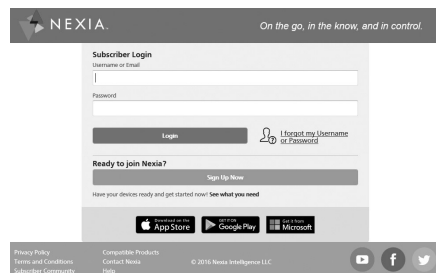 NEXIA.
On the go, in the know, and in control.
Subscriber Login
Username or Email
Password
Login
I forgot my Username
or Password
Ready to join Nexia?
Sign Up Now
Have your devices ready and get started now! See what you need
Download on the
App Store
GET IT ON
Google Play
Get it from
Microsoft
Privacy Policy
Terms and Conditions
Subscriber Community
Compatible Products
Contact Nexia
Help
© 2016 Nexia Intelligence LLC